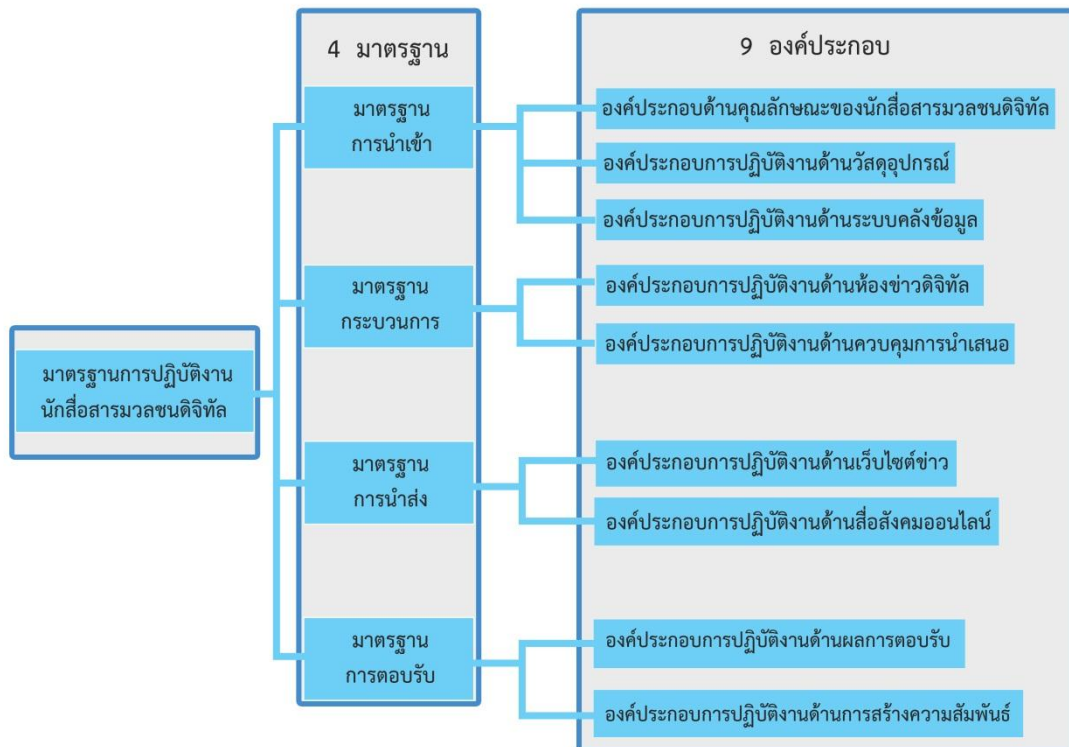 4 มาตรฐาน
9 องค์ประกอบ
มาตรฐานการปฏิบัติงาน
นักสื่อสารมวลชนดิจิทัล
มาตรฐาน
การนำเข้า
องค์ประกอบด้านคุณลักษณะของนักสื่อสารมวลชนดิจิทัล
องค์ประกอบการปฏิบัติงานด้านวัสดุอุปกรณ์
องค์ประกอบการปฏิบัติงานด้านระบบคลังข้อมูล
มาตรฐาน
กระบวนการ
องค์ประกอบการปฏิบัติงานด้านห้องข่าวดิจิทัล
องค์ประกอบการปฏิบัติงานด้านควบคุมการนำเสนอ
มาตรฐาน
การนำส่ง
องค์ประกอบการปฏิบัติงานด้านเว็บไซต์ข่าว
องค์ประกอบการปฏิบัติงานด้านสื่อสังคมออนไลน์
มาตรฐาน
การตอบรับ
องค์ประกอบการปฏิบัติงานด้านผลการตอบรับ
องค์ประกอบการปฏิบัติงานด้านการสร้างความสัมพันธ์